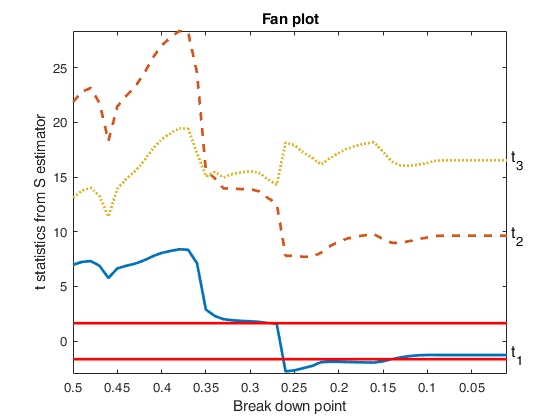 Fan plot
t statistics from S estimator
25
20
15
10
5
0
t3
t2
t1
0.5 0.45 0.4 0.35 0.3 0.25 0.2 0.15 0.1 0.05
Break down point